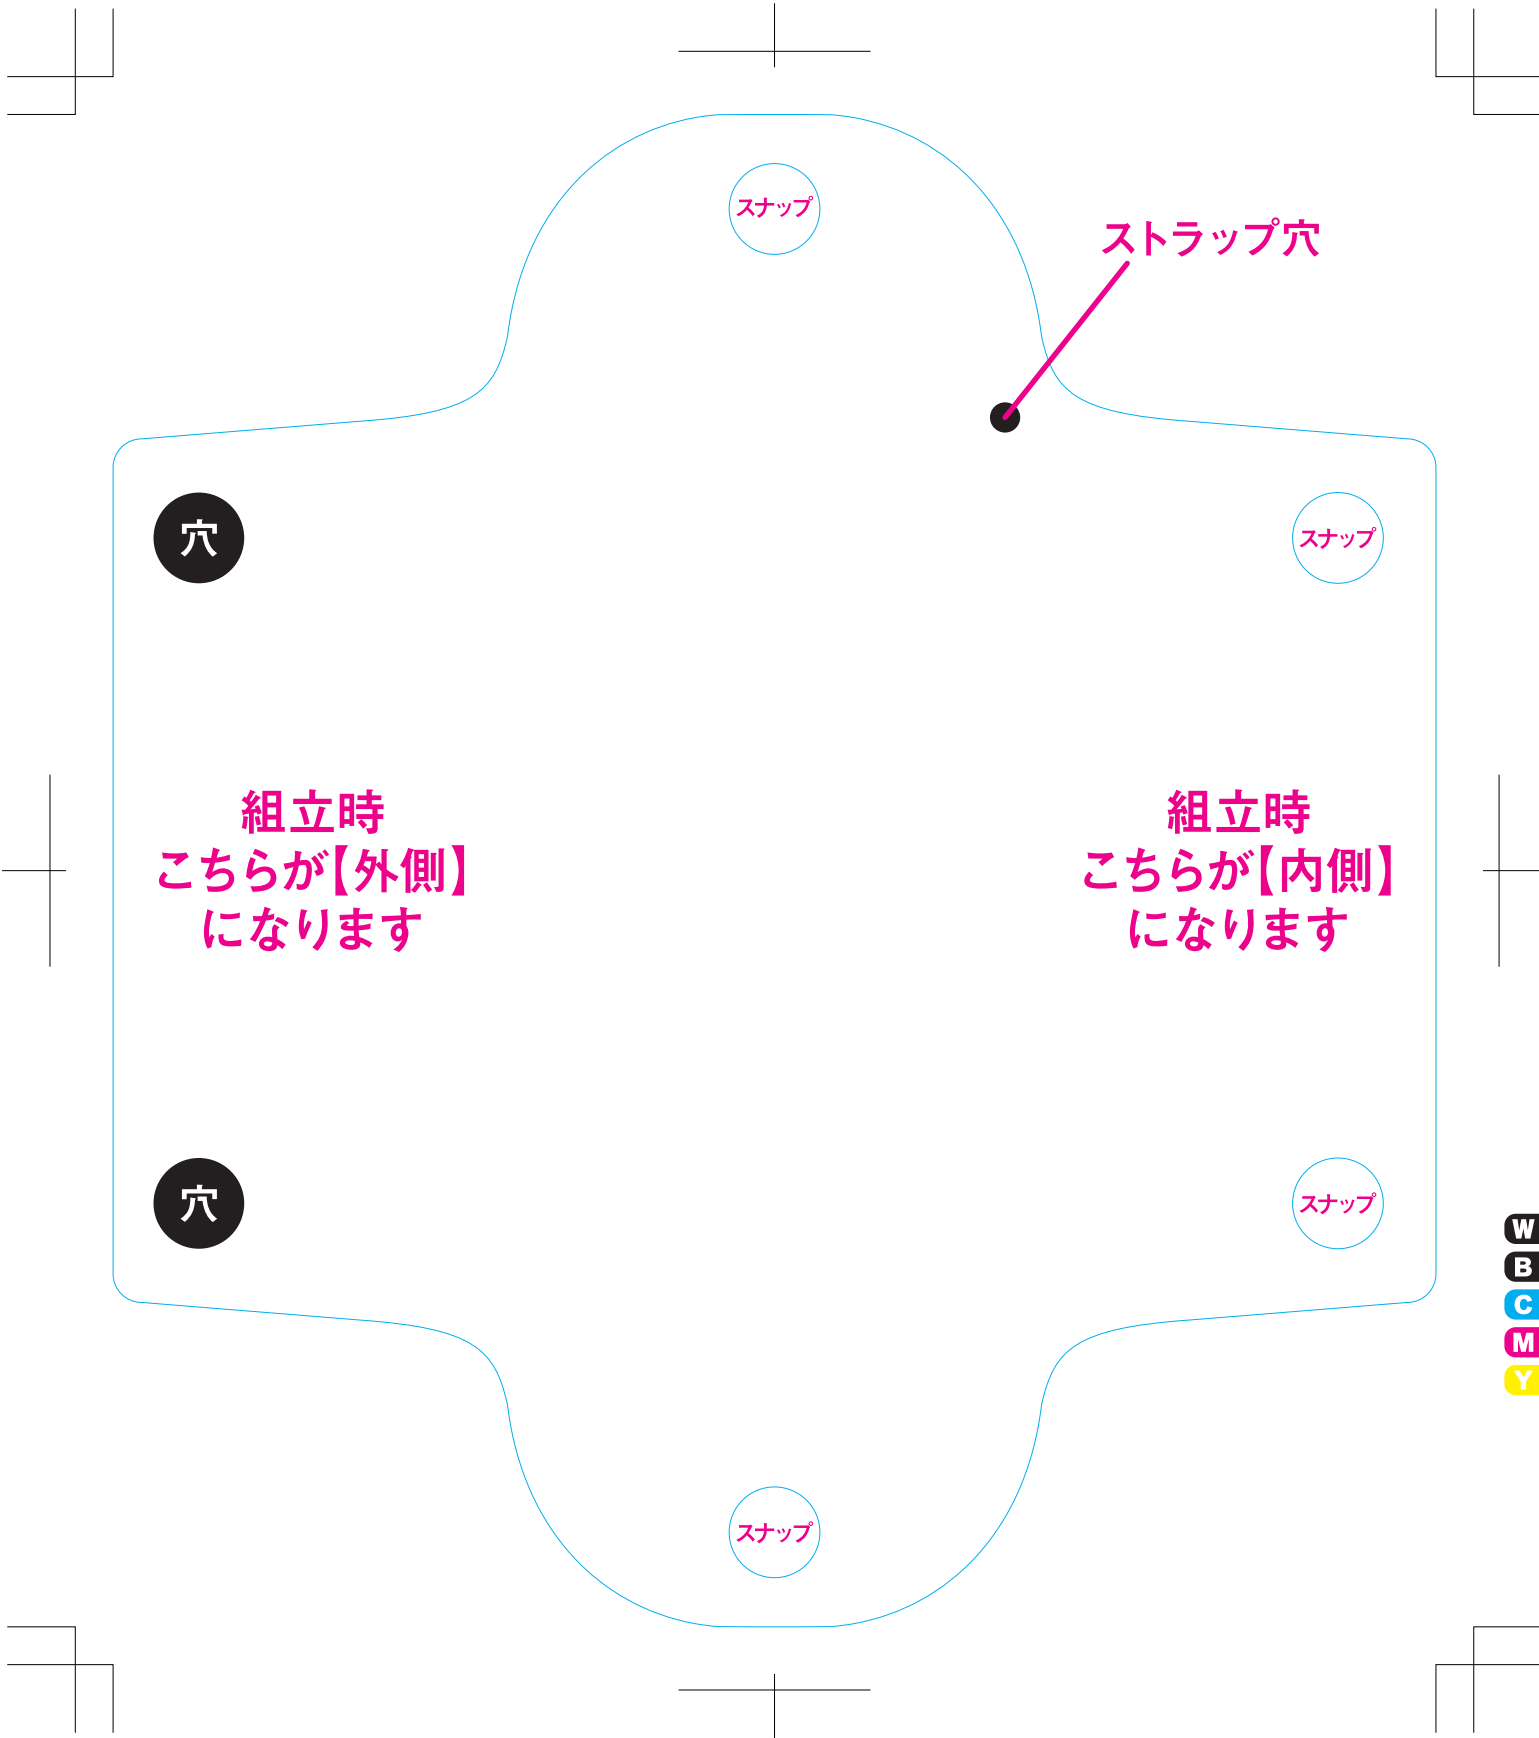 スナップ
ストラップ穴
穴
スナップ
組立時
こちらが【外側】
になります
組立時
こちらが【内側】
になります
穴
スナップ
W
B
C
M
Y
スナップ